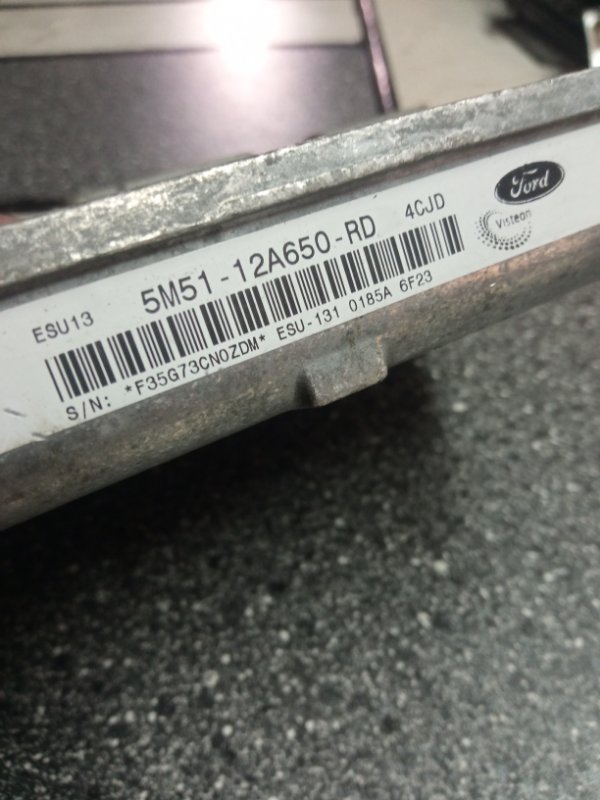 Ford
Visteon
ESU13 5M51-12A650-RD 4CJD
S/N: *F35G73CN0ZDM* ESU-131 0185A 6F23